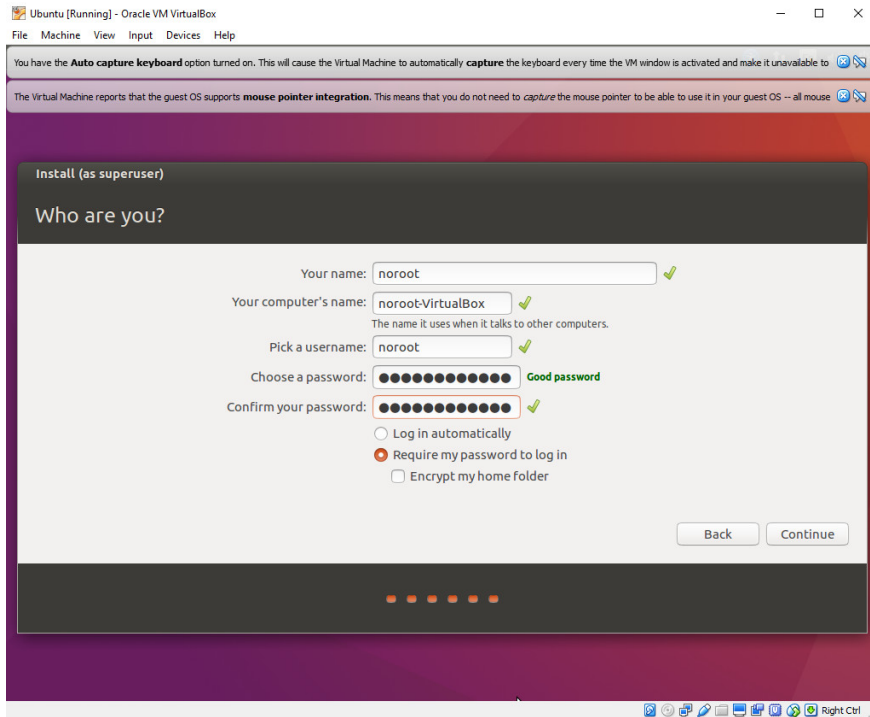 Ubuntu [Running] - Oracle VM VirtualBox
File Machine View Input Devices Help
You have the Auto capture keyboard option turned on. This will cause the Virtual Machine to automatically capture the keyboard every time the VM window is activated and make it unavailable to
The Virtual Machine reports that the guest OS supports mouse pointer integration. This means that you do not need to capture the mouse pointer to be able to use it in your guest OS -- all mouse
Install (as superuser)
Who are you?
Your name: noroot
Your computer's name: noroot-VirtualBox
The name it uses when it talks to other computers.
Pick a username: noroot
Choose a password: ●●●●●●●●●●●● Good password
Confirm your password: ●●●●●●●●●●●●
Log in automatically
Require my password to log in
Encrypt my home folder
Back Continue
Right Ctrl